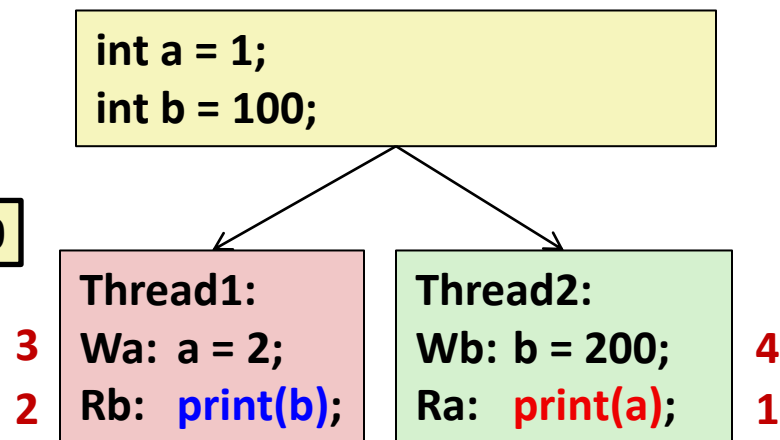 int a = 1;
int b = 100;
Thread1:
3 Wa: a = 2;
2 Rb: print(b);
Thread2:
Wb: b = 200; 4
Ra: print(a); 1